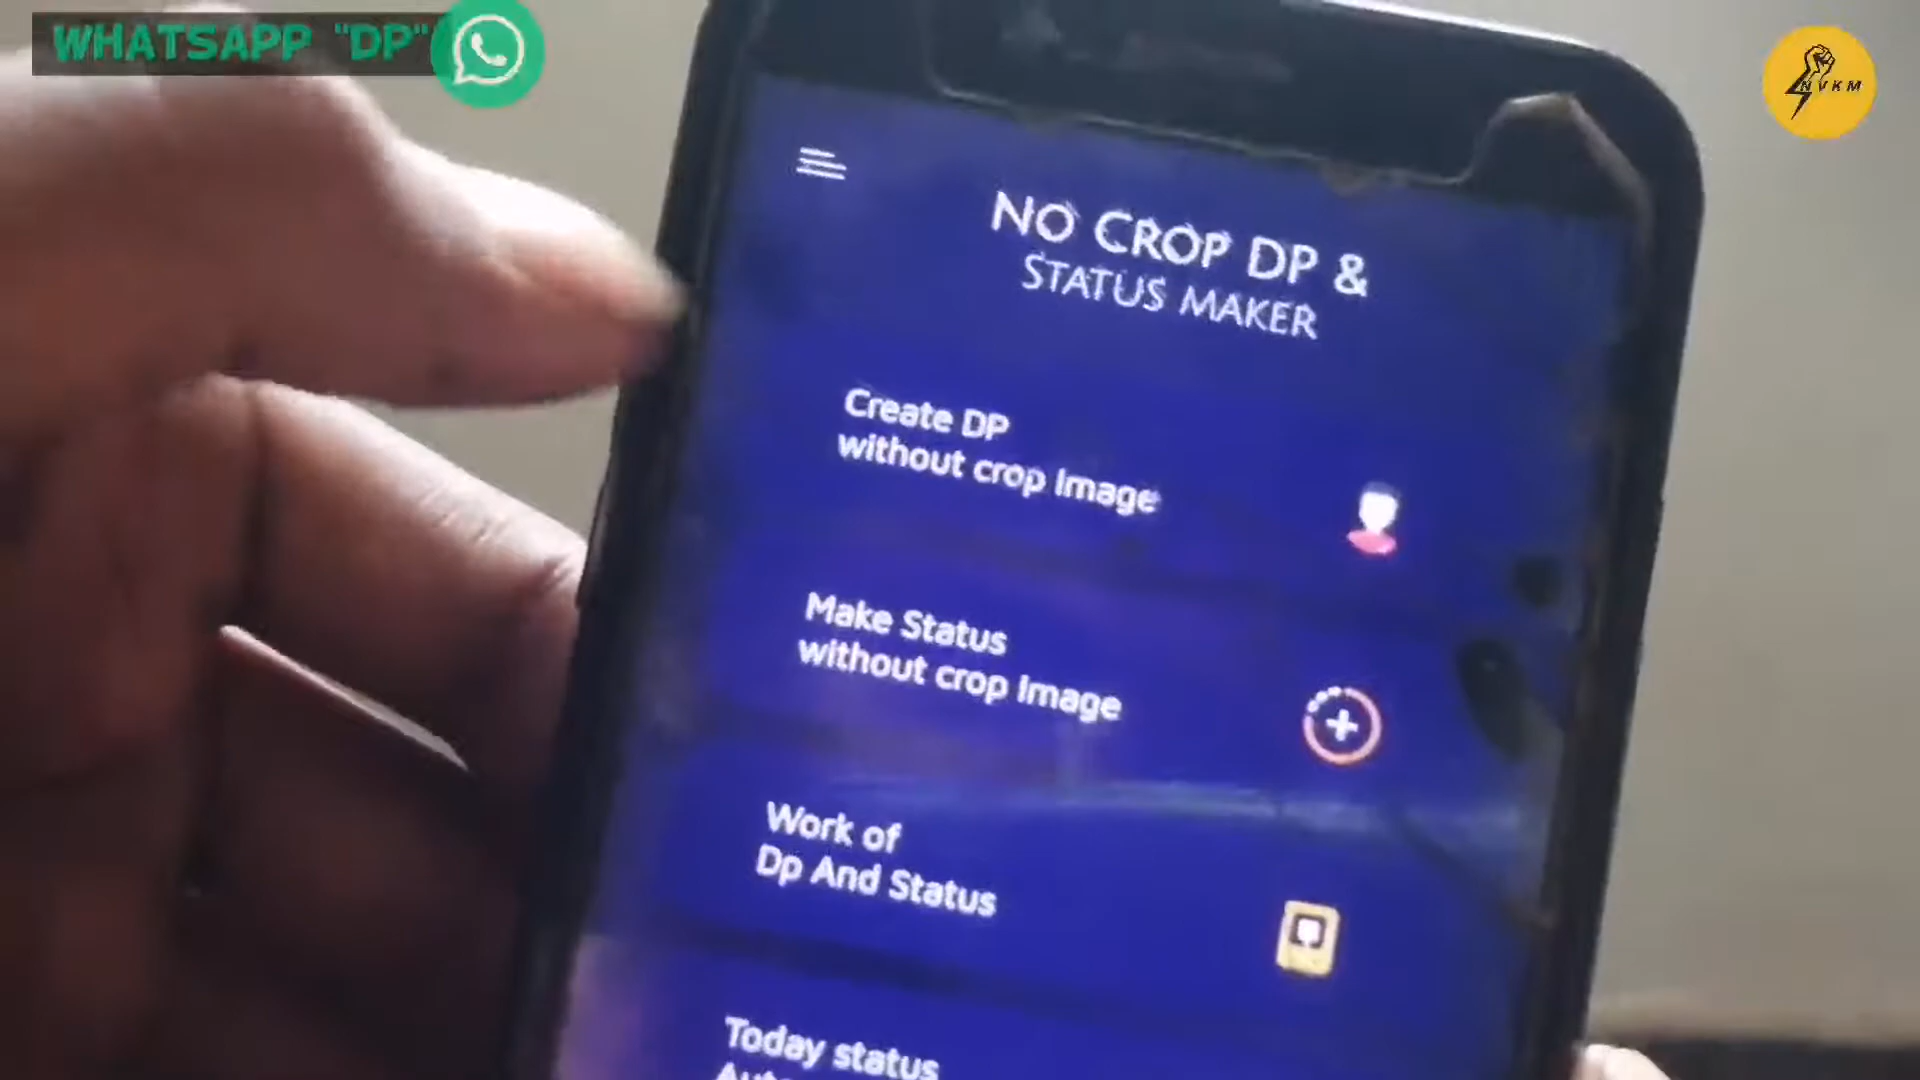 WHATSAPP "DP"
NVKM
NO CROP DP &
STATUS MAKER
Create DP
without crop Image
Make Status
without crop Image
Work of
Dp And Status
Today status